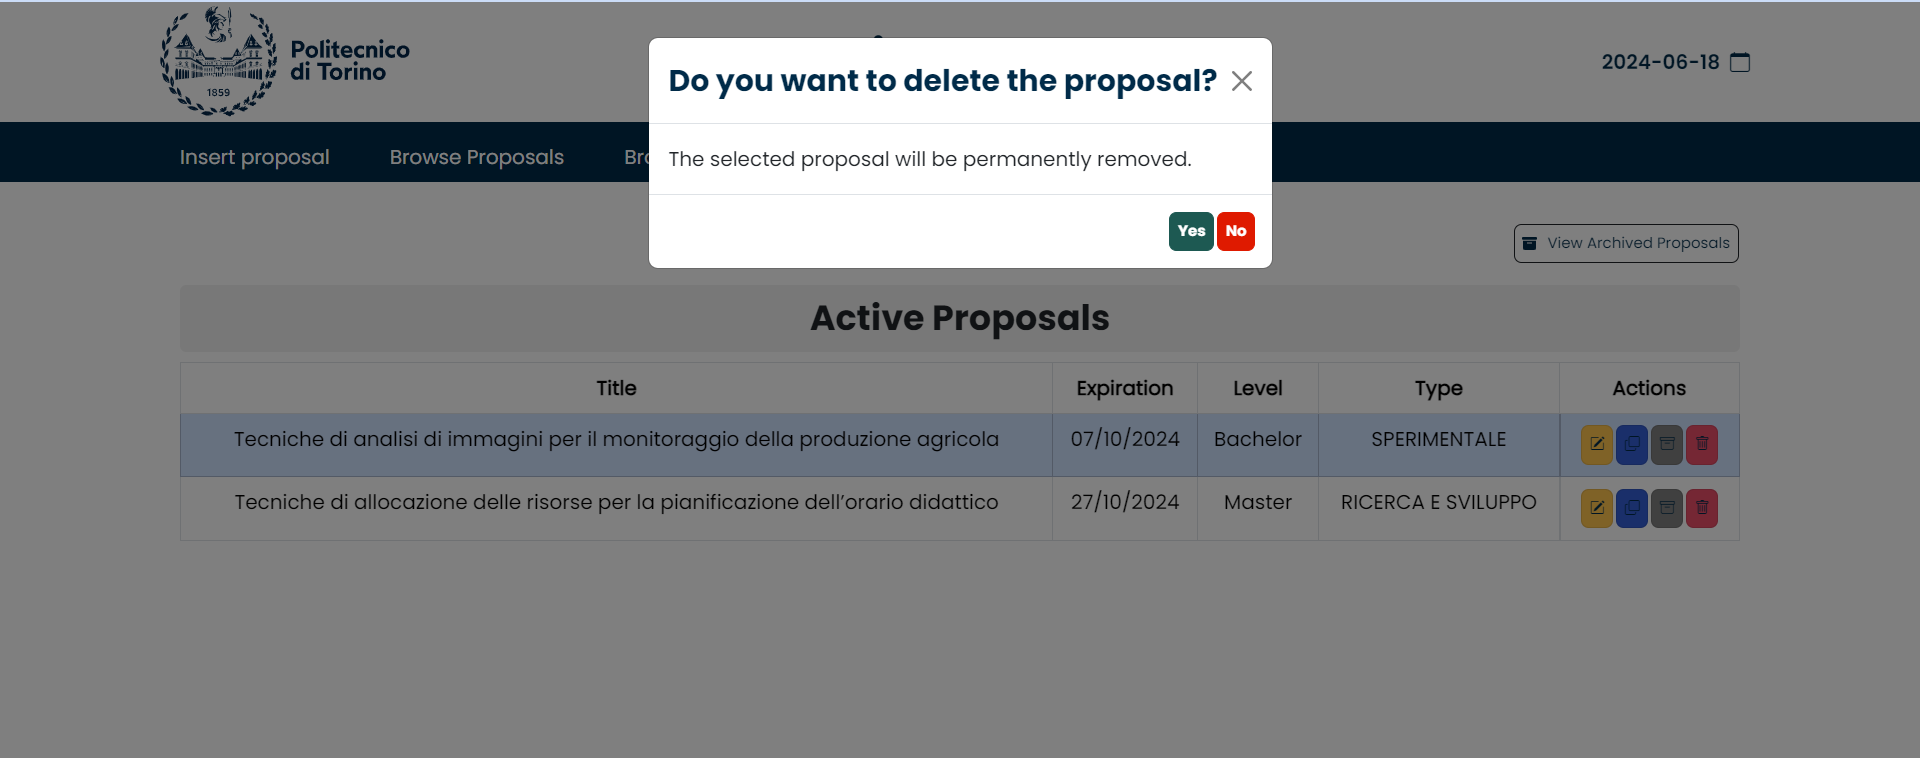 Politecnico
di Torino
1859
2024-06-18
Insert proposal
Browse Proposals
Do you want to delete the proposal?
The selected proposal will be permanently removed.
Yes
No
View Archived Proposals
Active Proposals
Title Expiration Level Type Actions
Tecniche di analisi di immagini per il monitoraggio della produzione agricola 07/10/2024 Bachelor SPERIMENTALE
Tecniche di allocazione delle risorse per la pianificazione dell’orario didattico 27/10/2024 Master RICERCA E SVILUPPO